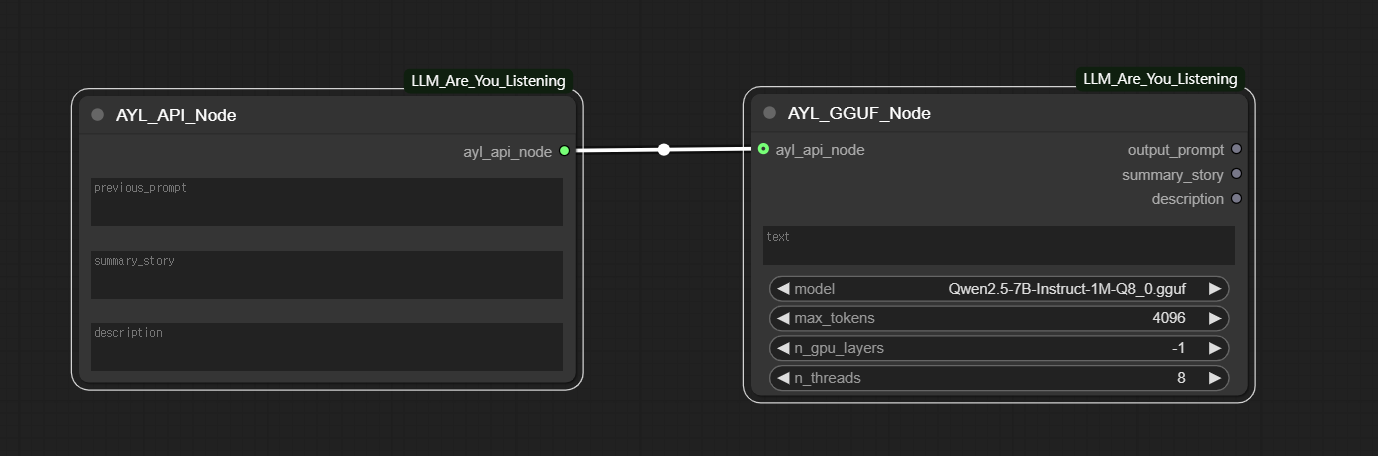 LLM_Are_You_Listening
AYL_API_Node
ayl_api_node
previous_prompt
summary_story
description
LLM_Are_You_Listening
AYL_GGUF_Node
ayl_api_node
output_prompt
summary_story
description
text
model Qwen2.5-7B-Instruct-1M-Q8_0.gguf
max_tokens 4096
n_gpu_layers -1
n_threads 8